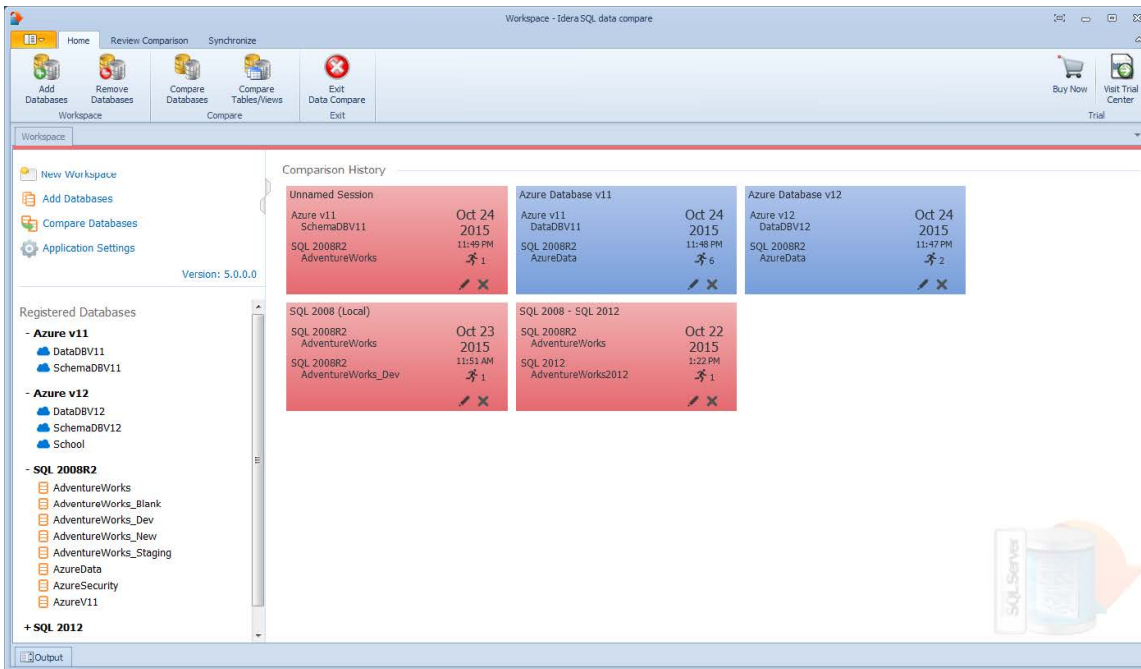 Workspace - Idera SQL data compare
Home Review Comparison Synchronize
Add Databases
Remove Databases
Compare Databases
Compare Tables/Views
Exit Data Compare
Buy Now
Visit Trial Center
Workspace
Compare
Exit
Trial
Workspace
New Workspace
Add Databases
Compare Databases
Application Settings
Version: 5.0.0.0
Registered Databases
- Azure v11
DataDBV11
SchemaDBV11
- Azure v12
DataDBV12
SchemaDBV12
School
- SQL 2008R2
AdventureWorks
AdventureWorks_Blank
AdventureWorks_Dev
AdventureWorks_New
AdventureWorks_Staging
AzureData
AzureSecurity
AzureV11
+ SQL 2012
Comparison History
Unnamed Session
Azure v11
SchemaDBV11
SQL 2008R2
AdventureWorks
Oct 24
2015
11:49 PM
1
Azure Database v11
Azure v11
DataDBV11
SQL 2008R2
AzureData
Oct 24
2015
11:48 PM
6
Azure Database v12
Azure v12
DataDBV12
SQL 2008R2
AzureData
Oct 24
2015
11:47 PM
2
SQL 2008 (Local)
SQL 2008R2
AdventureWorks
SQL 2008R2
AdventureWorks_Dev
Oct 23
2015
11:51 AM
1
SQL 2008 - SQL 2012
SQL 2008R2
AdventureWorks
SQL 2012
AdventureWorks2012
Oct 22
2015
1:22 PM
1
SQLServer
Output